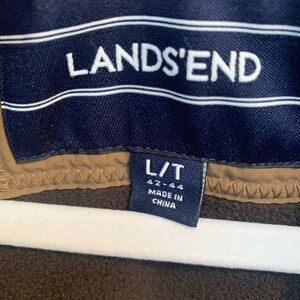 LANDS'END
L/T
42-44
MADE IN
CHINA